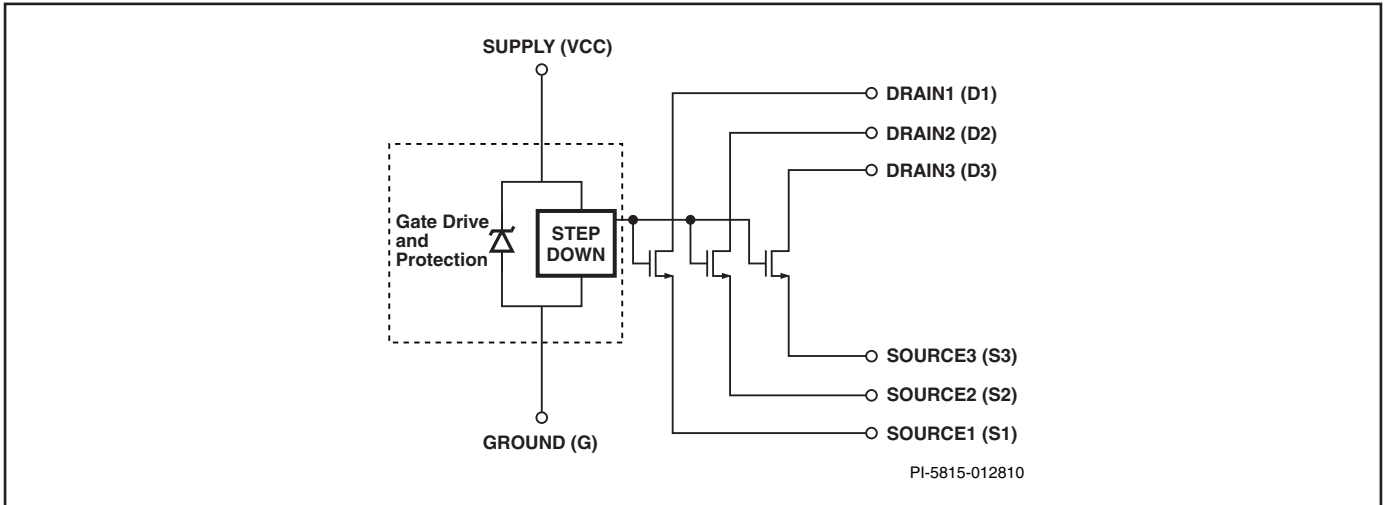 SUPPLY (VCC)
DRAIN1 (D1)
DRAIN2 (D2)
DRAIN3 (D3)
Gate Drive
and
Protection
STEP
DOWN
SOURCE3 (S3)
SOURCE2 (S2)
SOURCE1 (S1)
GROUND (G)
PI-5815-012810